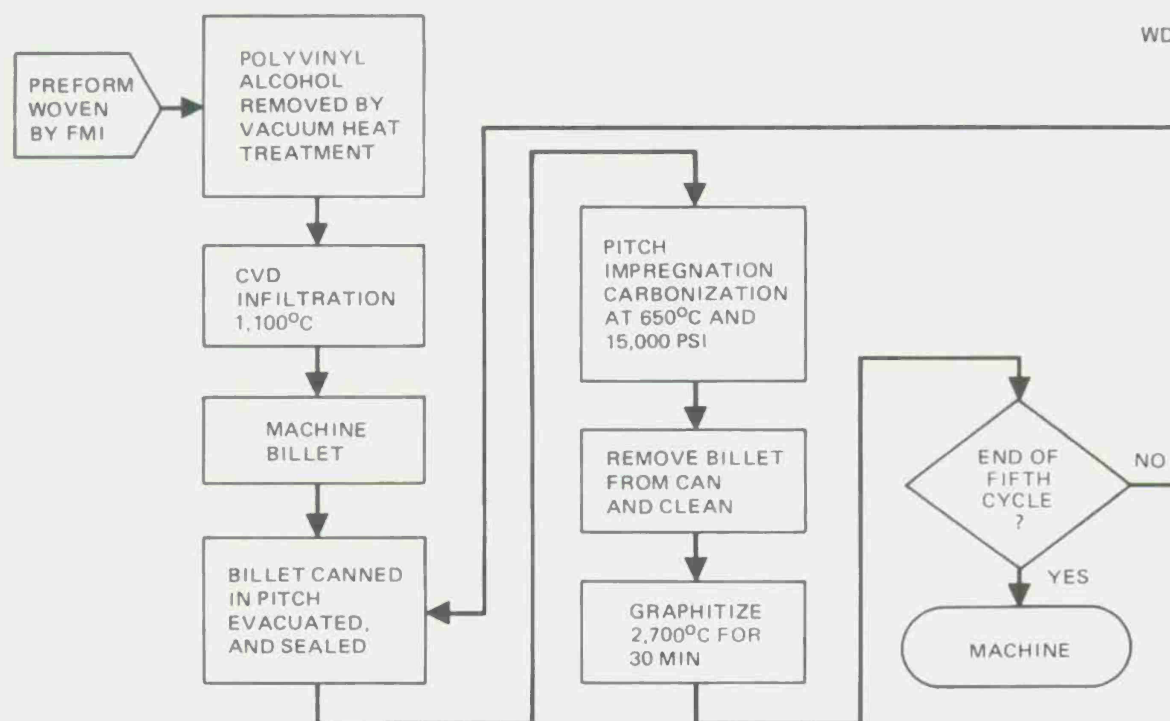 WD
PREFORM
WOVEN
BY FMI
POLYVINYL
ALCOHOL
REMOVED BY
VACUUM HEAT
TREATMENT
CVD
INFILTRATION
1,100°C
MACHINE
BILLET
BILLET CANNED
IN PITCH
EVACUATED,
AND SEALED
PITCH
IMPREGNATION
CARBONIZATION
AT 650°C AND
15,000 PSI
REMOVE BILLET
FROM CAN
AND CLEAN
GRAPHITIZE
2,700°C FOR
30 MIN
END OF
FIFTH
CYCLE
?
NO
YES
MACHINE